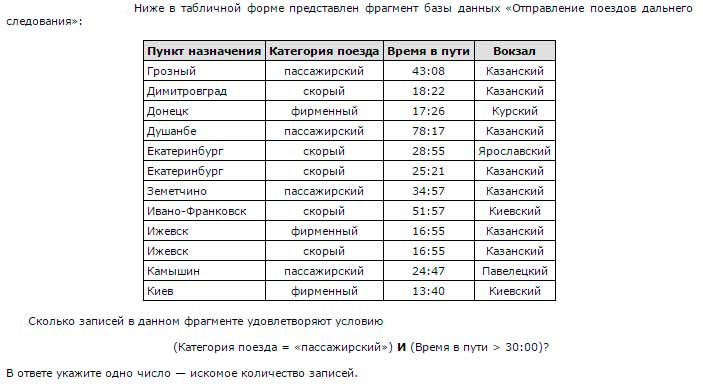 Ниже в табличной форме представлен фрагмент базы данных «Отправление поездов дальнего
следования»:
Пункт назначения Категория поезда Время в пути Вокзал
Грозный пассажирский 43:08 Казанский
Димитровград скорый 18:22 Казанский
Донецк фирменный 17:26 Курский
Душанбе пассажирский 78:17 Казанский
Екатеринбург скорый 28:55 Ярославский
Екатеринбург скорый 25:21 Казанский
Земетчино пассажирский 34:57 Казанский
Ивано-Франковск скорый 51:57 Киевский
Ижевск фирменный 16:55 Казанский
Ижевск скорый 16:55 Казанский
Камышин пассажирский 24:47 Павелецкий
Киев фирменный 13:40 Киевский
Сколько записей в данном фрагменте удовлетворяют условию
(Категория поезда = «пассажирский») И (Время в пути > 30:00)?
В ответе укажите одно число — искомое количество записей.